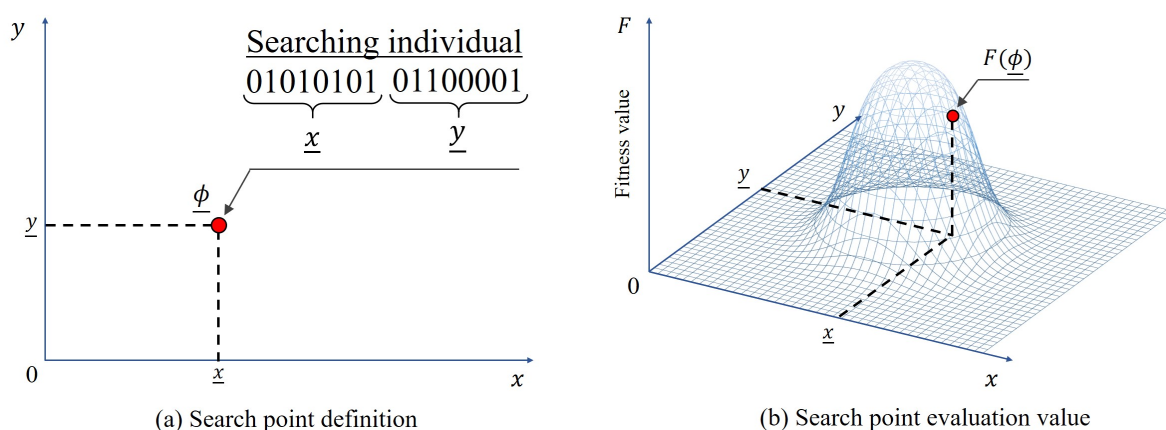 y
Searching individual
01010101 01100001
x y
ϕ
y
0
x
x
(a) Search point definition
F
Fitness value
F(ϕ)
y
y
0
x
x
(b) Search point evaluation value